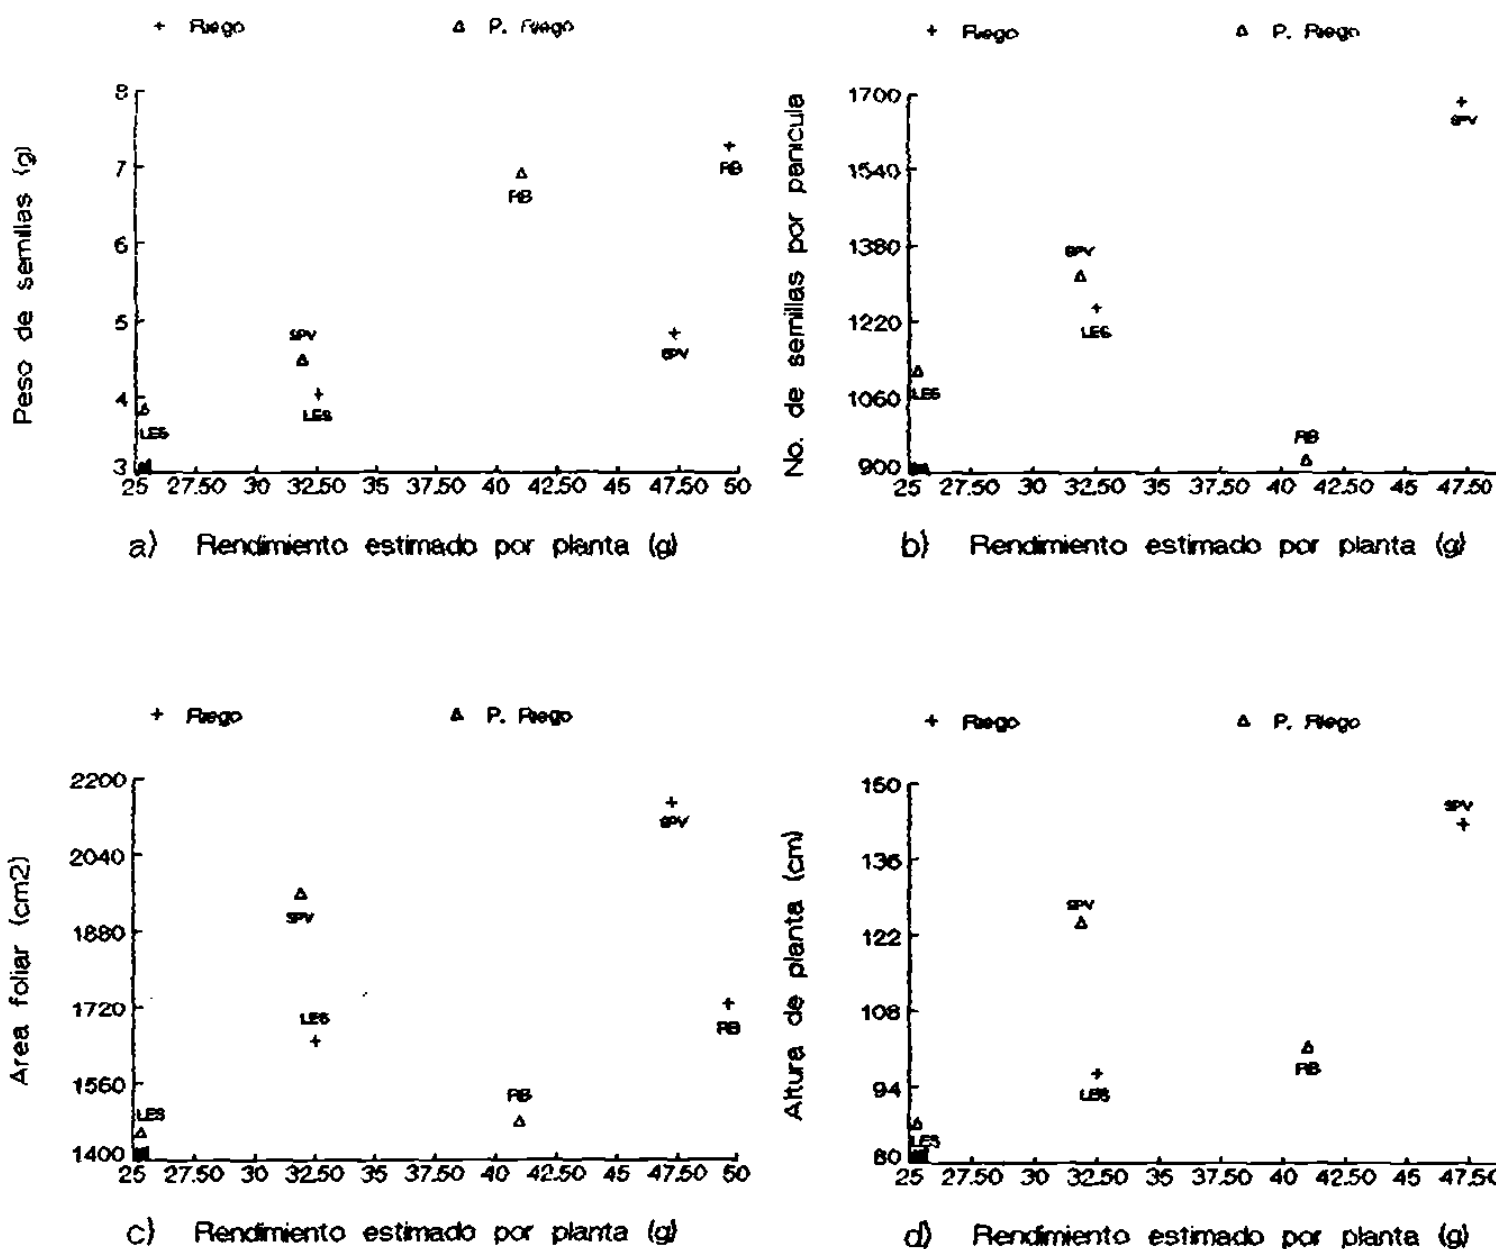 + Riego △ P. Riego
Peso de semillas (g)
8
7
6
5
4
3
RB
RB
SPV
SPV
LES
LES
25 27.50 30 32.50 35 37.50 40 42.50 45 47.50 50
a) Rendimiento estimado por planta (g)
+ Riego △ P. Riego
No. de semillas por panicula
1700
1540
1380
1220
1060
900
SPV
SPV
LES
LES
RB
25 27.50 30 32.50 35 37.50 40 42.50 45 47.50
b) Rendimiento estimado por planta (g)
+ Riego △ P. Riego
Area foliar (cm2)
2200
2040
1880
1720
1560
1400
SPV
SPV
LES
RB
RB
LES
25 27.50 30 32.50 35 37.50 40 42.50 45 47.50 50
c) Rendimiento estimado por planta (g)
+ Riego △ P. Riego
Altura de planta (cm)
150
136
122
108
94
80
SPV
SPV
RB
LES
LES
25 27.50 30 32.50 35 37.50 40 42.50 45 47.50
d) Rendimiento estimado por planta (g)